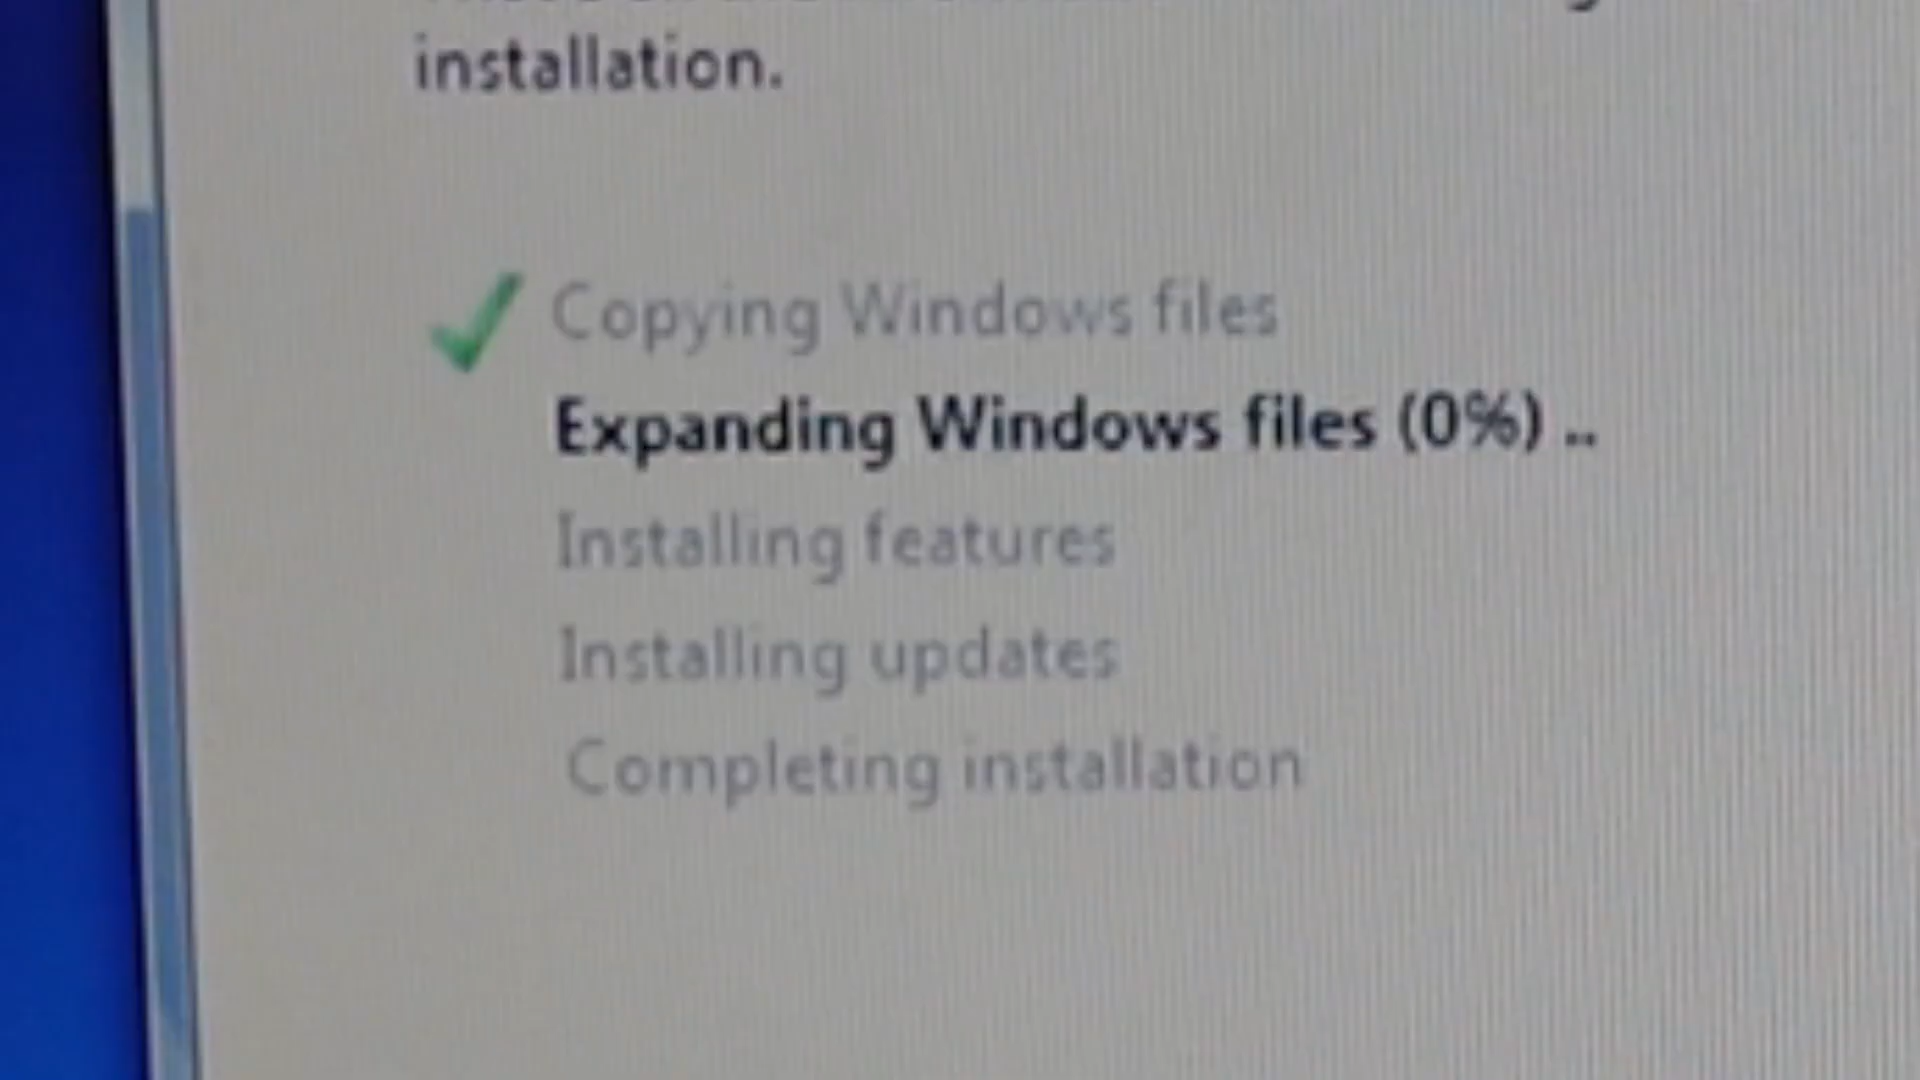 installation.
Copying Windows files
Expanding Windows files (0%) ..
Installing features
Installing updates
Completing installation